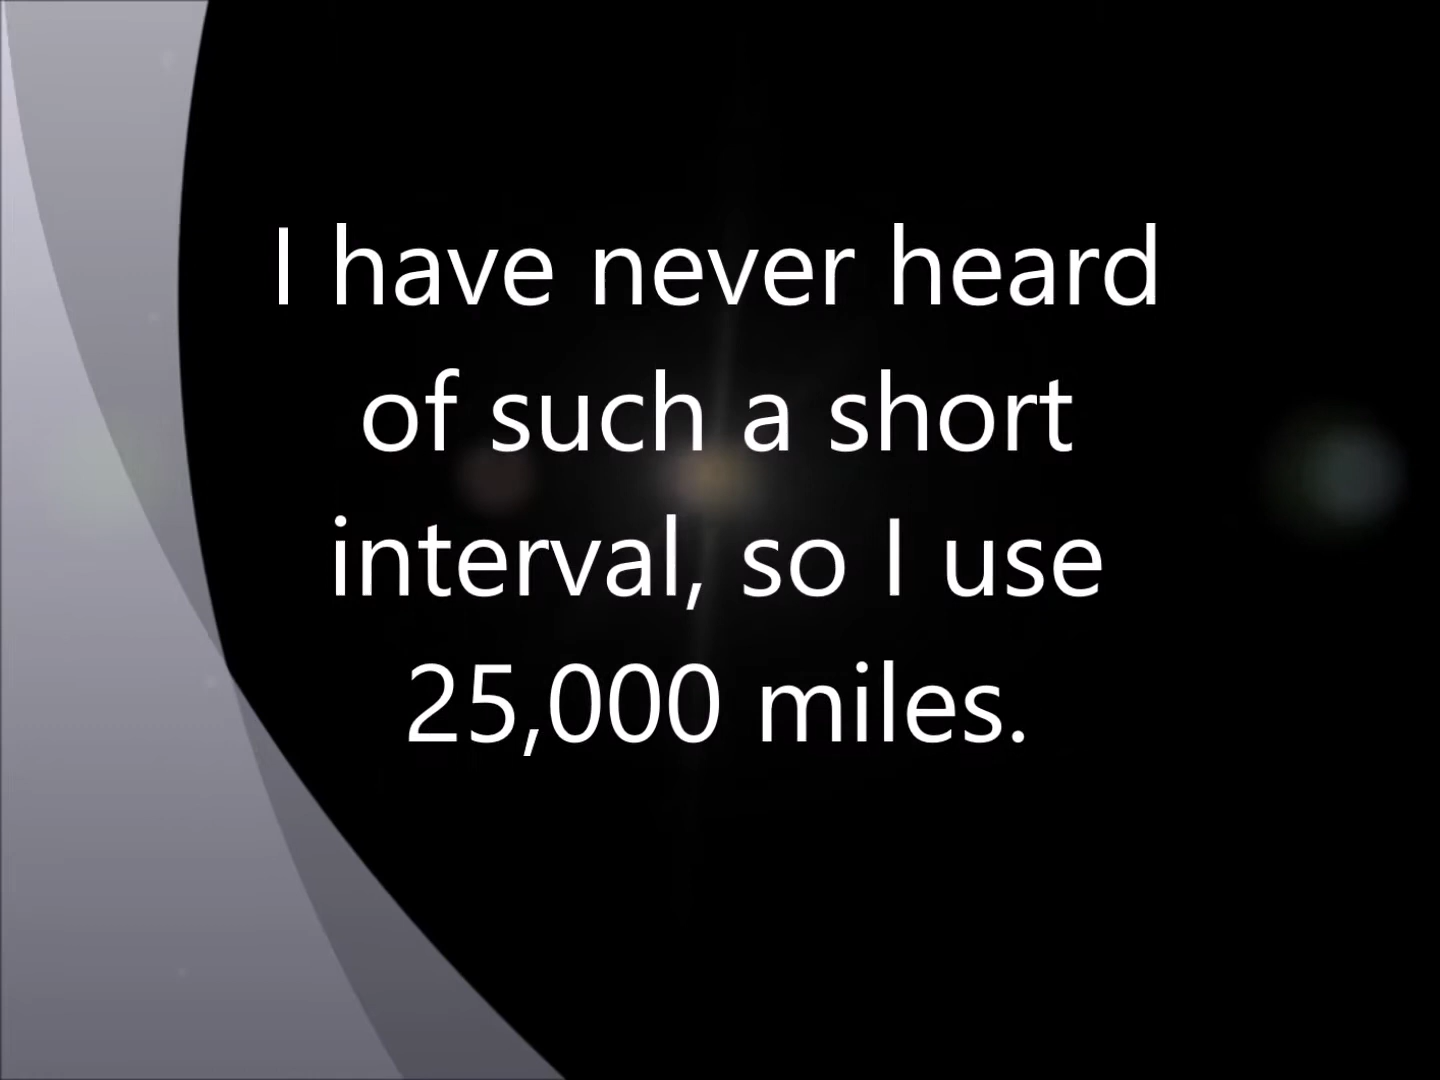 I have never heard
of such a short
interval, so I use
25,000 miles.